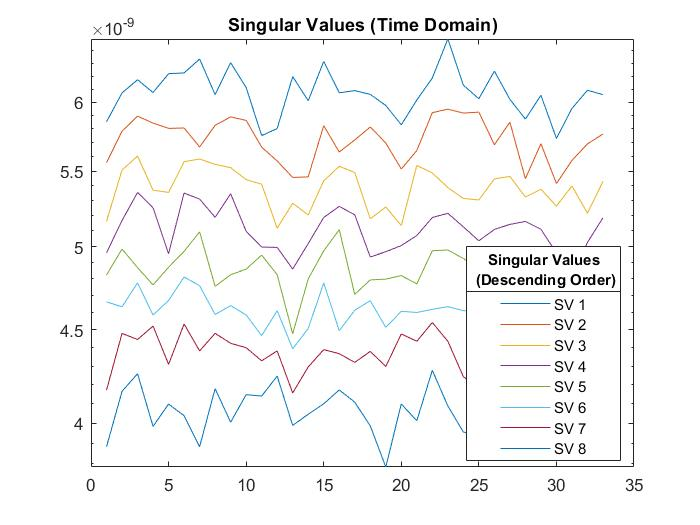 Singular Values (Time Domain)
×10⁻⁹
6
5.5
5
4.5
4
0 5 10 15 20 25 30 35
Singular Values
(Descending Order)
SV 1
SV 2
SV 3
SV 4
SV 5
SV 6
SV 7
SV 8